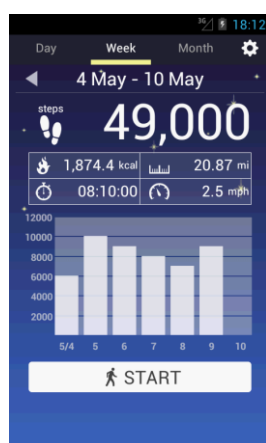 3G 18:12
Day Week Month
4 May - 10 May
steps 49,000
1,874.4 kcal 20.87 mi
08:10:00 2.5 mph
12000
10000
8000
6000
4000
2000
5/4 5 6 7 8 9 10
START